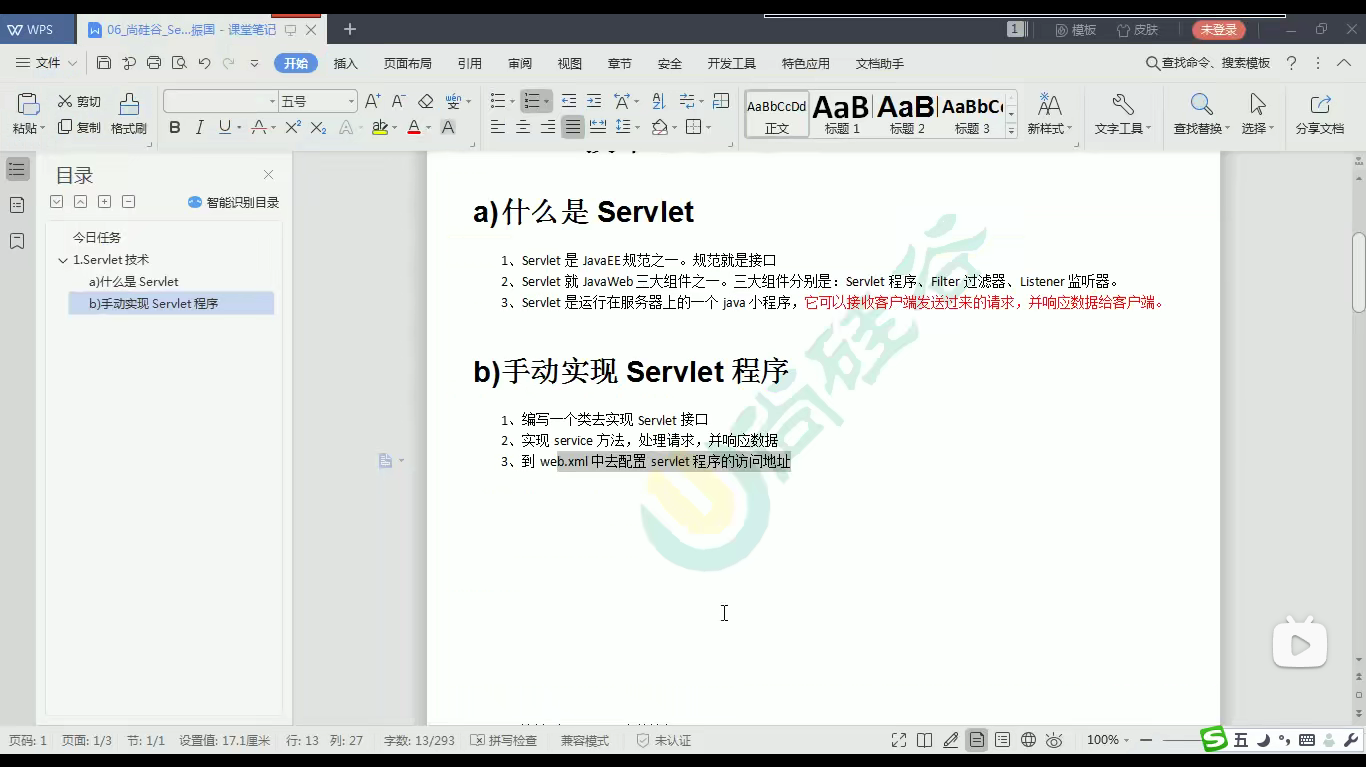 WPS
06_尚硅谷_Se...振国 - 课堂笔记
1
模板
皮肤
未登录
文件
开始
插入
页面布局
引用
审阅
视图
章节
安全
开发工具
特色应用
文档助手
查找命令、搜索模板
粘贴
剪切
复制
格式刷
五号
AaBbCcDd
正文
AaB
标题 1
AaB
标题 2
AaBbC
标题 3
新样式
文字工具
查找替换
选择
分享文档
目录
智能识别目录
今日任务
1.Servlet 技术
a)什么是 Servlet
b)手动实现 Servlet 程序
a)什么是 Servlet
1、Servlet 是 JavaEE 规范之一。规范就是接口
2、Servlet 就 JavaWeb 三大组件之一。三大组件分别是：Servlet 程序、Filter 过滤器、Listener 监听器。
3、Servlet 是运行在服务器上的一个 java 小程序，它可以接收客户端发送过来的请求，并响应数据给客户端。
b)手动实现 Servlet 程序
1、编写一个类去实现 Servlet 接口
2、实现 service 方法，处理请求，并响应数据
3、到 web.xml 中去配置 servlet 程序的访问地址
尚硅谷
页码: 1
页面: 1/3
节: 1/1
设置值: 17.1厘米
行: 13
列: 27
字数: 13/293
拼写检查
兼容模式
未认证
100%
五